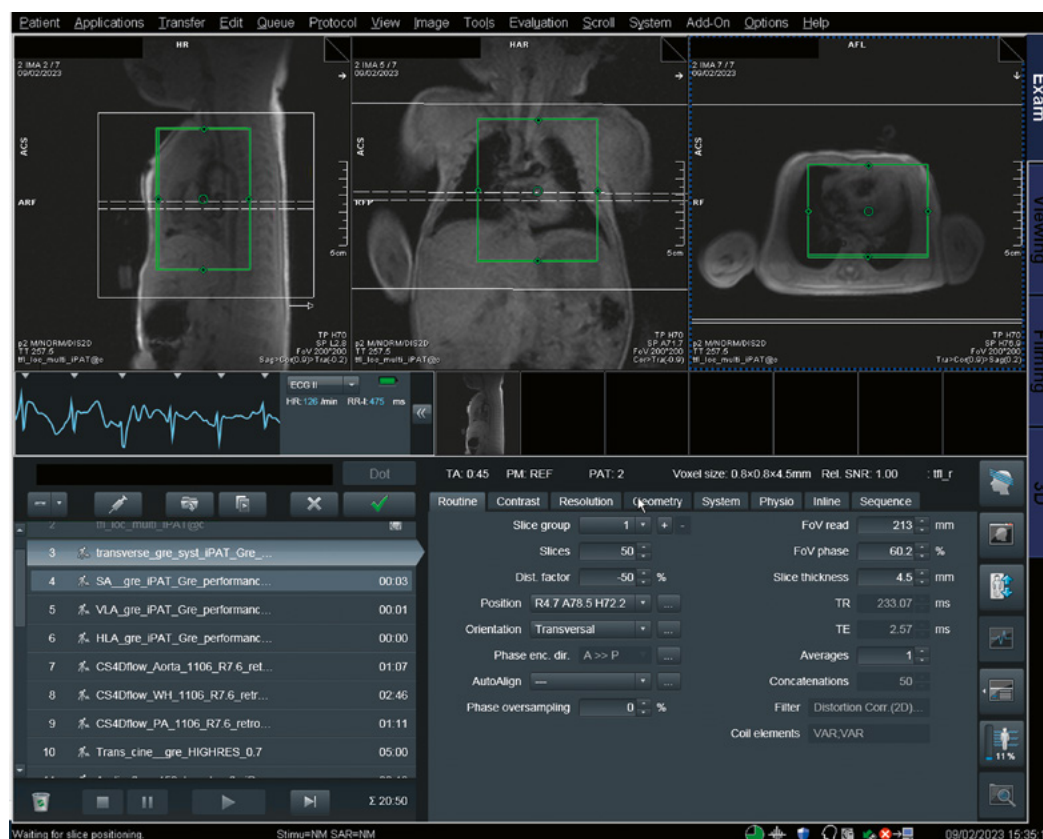 Patient Applications Transfer Edit Queue Protocol View Image Tools Evaluation Scroll System Add-On Options Help
HR
2 IMA 2 / 7
09/02/2023
ACS
ARF
6cm
p2 M/NORM/DIS2D
TT 257.5
tfl_loc_multi_iPAT@c
TP H70
SP L2.8
FoV 200*200
Sag>Cor(0.9)>Tra(-0.2)
HAR
2 IMA 5 / 7
09/02/2023
ACS
RFP
6cm
p2 M/NORM/DIS2D
TT 257.5
tfl_loc_multi_iPAT@c
TP H70
SP A71.7
FoV 200*200
Cor>Tra(-0.9)
AFL
2 IMA 7 / 7
09/02/2023
ACS
RF
6cm
p2 M/NORM/DIS2D
TT 257.5
tfl_loc_multi_iPAT@c
TP H70
SP H76.9
FoV 200*200
Tra>Cor(0.9)>Sag(0.2)
Exam
Viewing
3D
ECG II
HR:126 /min RR-I:475 ms
Dot
2 tfl_loc_multi_iPAT@c
3 transverse_gre_syst_iPAT_Gre_...
4 SA__gre_iPAT_Gre_performanc... 00:03
5 VLA_gre_iPAT_Gre_performanc... 00:01
6 HLA_gre_iPAT_Gre_performanc... 00:00
7 CS4Dflow_Aorta_1106_R7.6_ret... 01:07
8 CS4Dflow_WH_1106_R7.6_retr... 02:46
9 CS4Dflow_PA_1106_R7.6_retro... 01:11
10 Trans_cine__gre_HIGHRES_0.7 05:00
Σ 20:50
TA: 0:45 PM: REF PAT: 2 Voxel size: 0.8×0.8×4.5mm Rel. SNR: 1.00 : tfl_r
Routine Contrast Resolution Geometry System Physio Inline Sequence
Slice group 1 + -
Slices 50
Dist. factor -50 %
Position R4.7 A78.5 H72.2 ...
Orientation Transversal ...
Phase enc. dir. A >> P ...
AutoAlign --- ...
Phase oversampling 0 %
FoV read 213 mm
FoV phase 60.2 %
Slice thickness 4.5 mm
TR 233.07 ms
TE 2.57 ms
Averages 1
Concatenations 50
Filter Distortion Corr.(2D)...
Coil elements VAR;VAR
11%
Waiting for slice positioning. Stimu=NM SAR=NM 09/02/2023 15:35: